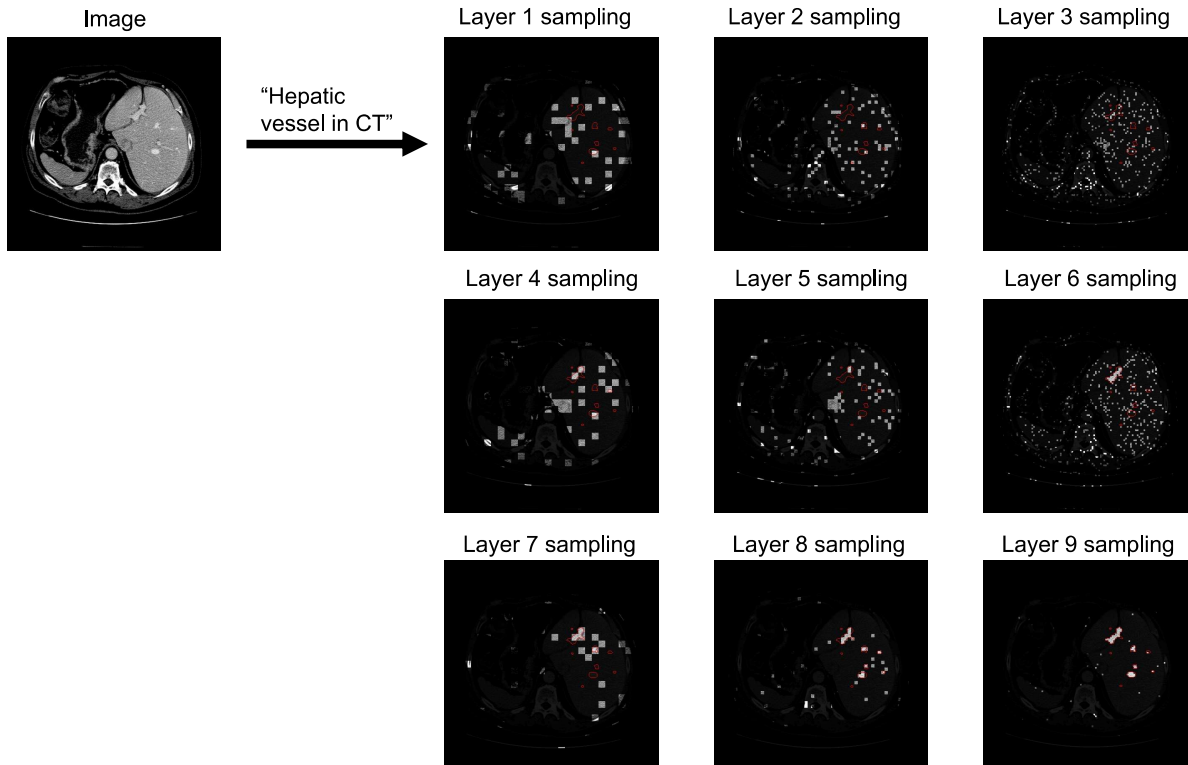 Image
Layer 1 sampling
Layer 2 sampling
Layer 3 sampling
“Hepatic
vessel in CT”
Layer 4 sampling
Layer 5 sampling
Layer 6 sampling
Layer 7 sampling
Layer 8 sampling
Layer 9 sampling